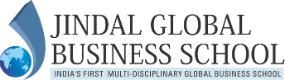 JINDAL GLOBAL
BUSINESS SCHOOL
INDIA'S FIRST MULTI-DISCIPLINARY GLOBAL BUSINESS SCHOOL